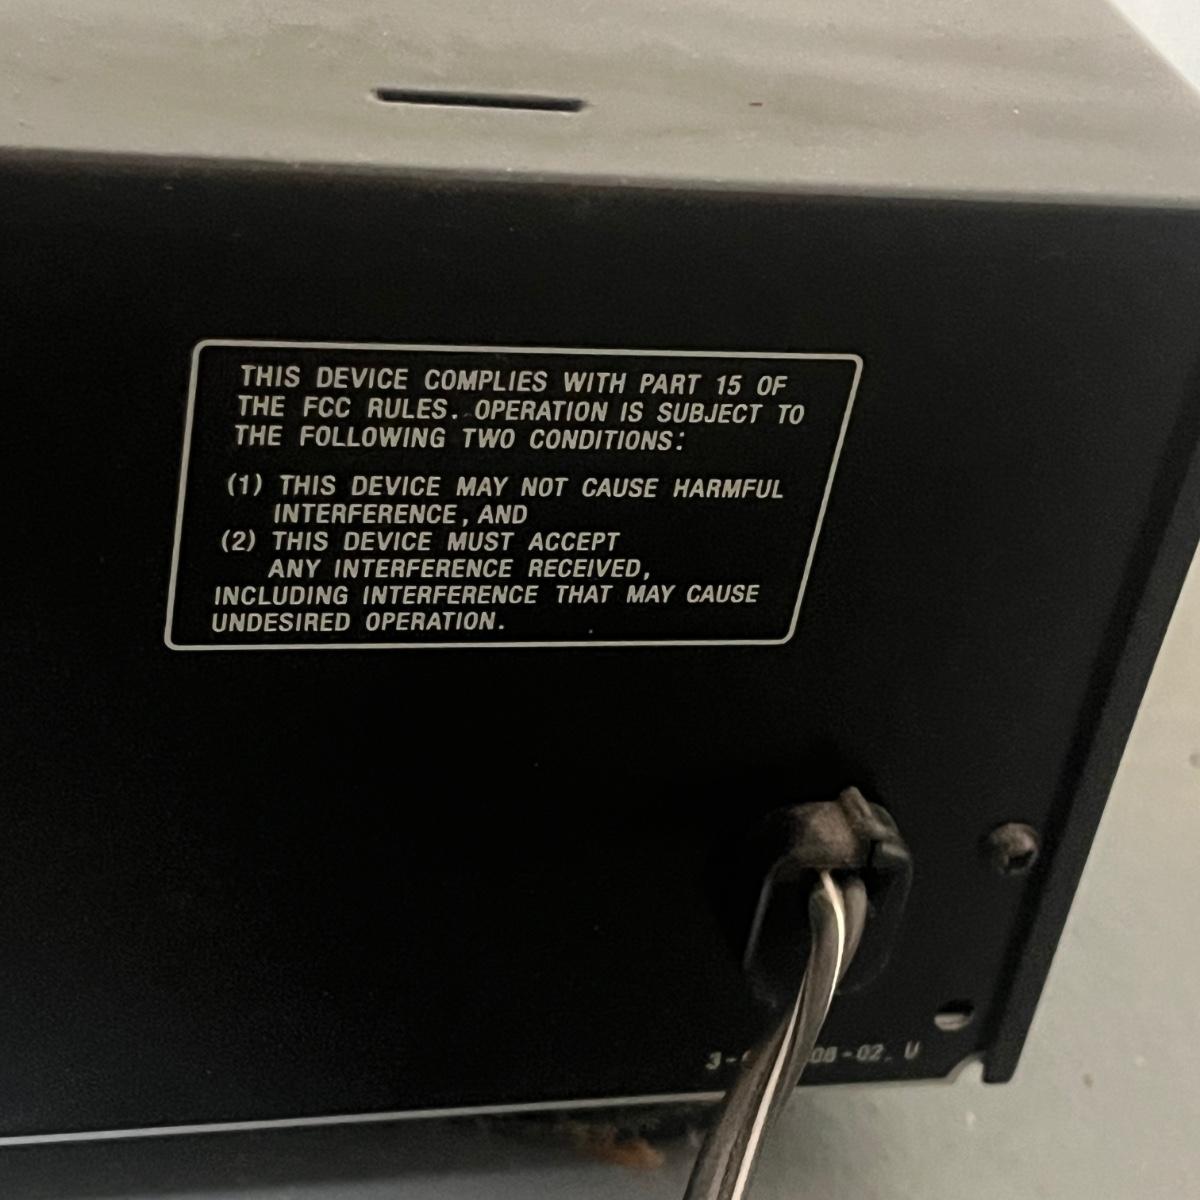 THIS DEVICE COMPLIES WITH PART 15 OF
THE FCC RULES. OPERATION IS SUBJECT TO
THE FOLLOWING TWO CONDITIONS:
(1) THIS DEVICE MAY NOT CAUSE HARMFUL
INTERFERENCE, AND
(2) THIS DEVICE MUST ACCEPT
ANY INTERFERENCE RECEIVED,
INCLUDING INTERFERENCE THAT MAY CAUSE
UNDESIRED OPERATION.